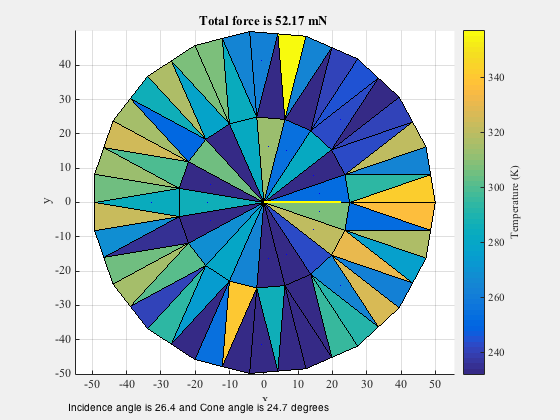 Total force is 52.17 mN
40
30
20
10
0
-10
-20
-30
-40
-50
y
-50 -40 -30 -20 -10 0 10 20 30 40 50
x
340
320
300
280
260
240
Temperature (K)
Incidence angle is 26.4 and Cone angle is 24.7 degrees